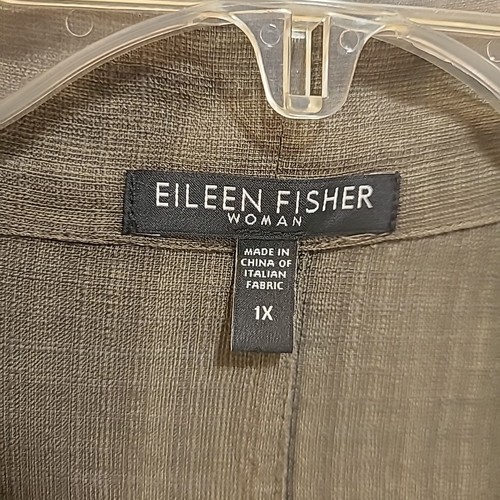 EILEEN FISHER
WOMAN
MADE IN
CHINA OF
ITALIAN
FABRIC
1X